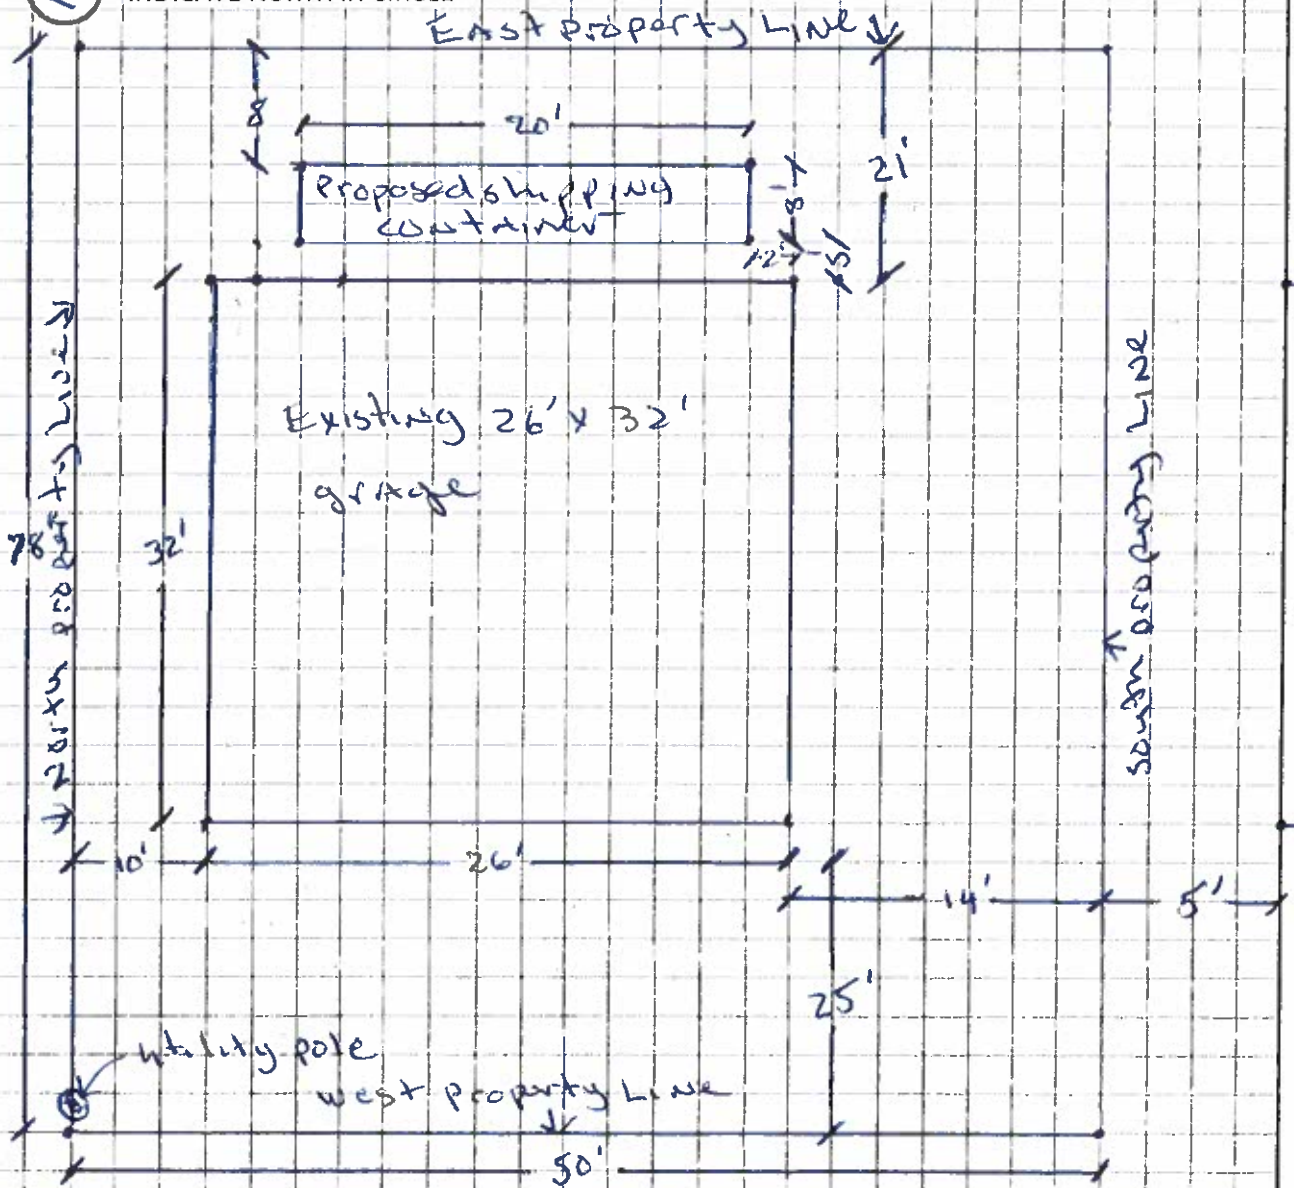 East property Line
8'
20'
21'
Proposed shipping
container
8'
2'
5'
North property Line
South property Line
Existing 26' x 32'
grage
78'
32'
10'
26'
14'
5'
25'
utility pole
west property Line
50'